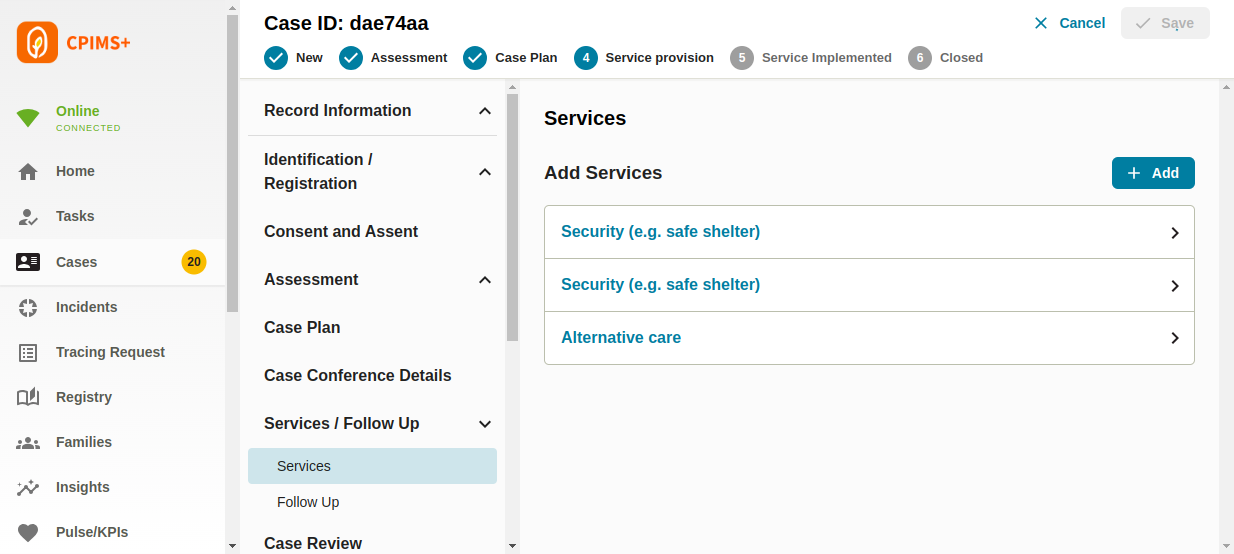 CPIMS+
Online
CONNECTED
Home
Tasks
Cases
20
Incidents
Tracing Request
Registry
Families
Insights
Pulse/KPIs
Case ID: dae74aa
Cancel
Save
New
Assessment
Case Plan
4 Service provision
5 Service Implemented
6 Closed
Record Information
Identification /
Registration
Consent and Assent
Assessment
Case Plan
Case Conference Details
Services / Follow Up
Services
Follow Up
Case Review
Services
Add Services
Add
Security (e.g. safe shelter)
Security (e.g. safe shelter)
Alternative care